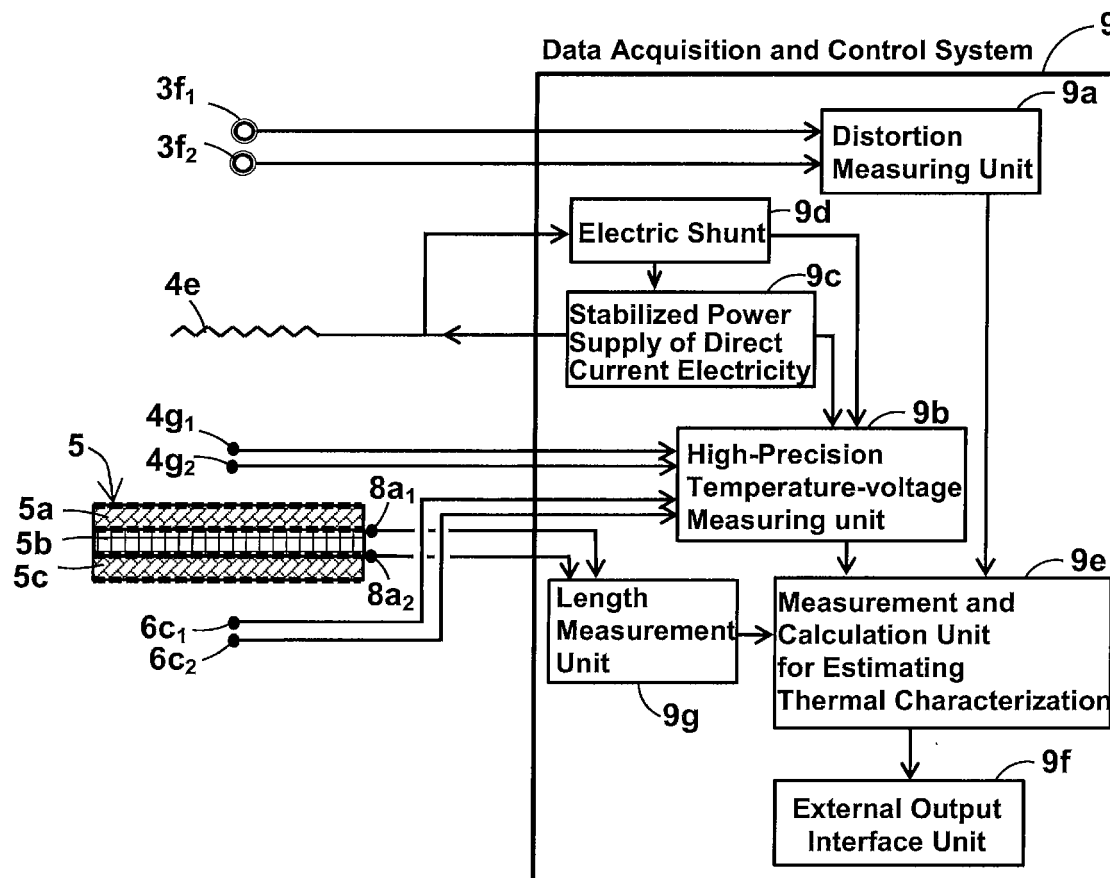 9
Data Acquisition and Control System
3f1
3f2
9a
Distortion
Measuring Unit
9d
Electric Shunt
4e
9c
Stabilized Power
Supply of Direct
Current Electricity
4g1
4g2
9b
High-Precision
Temperature-voltage
Measuring unit
5
5a
5b
5c
8a1
8a2
6c1
6c2
Length
Measurement
Unit
9g
9e
Measurement and
Calculation Unit
for Estimating
Thermal Characterization
9f
External Output
Interface Unit